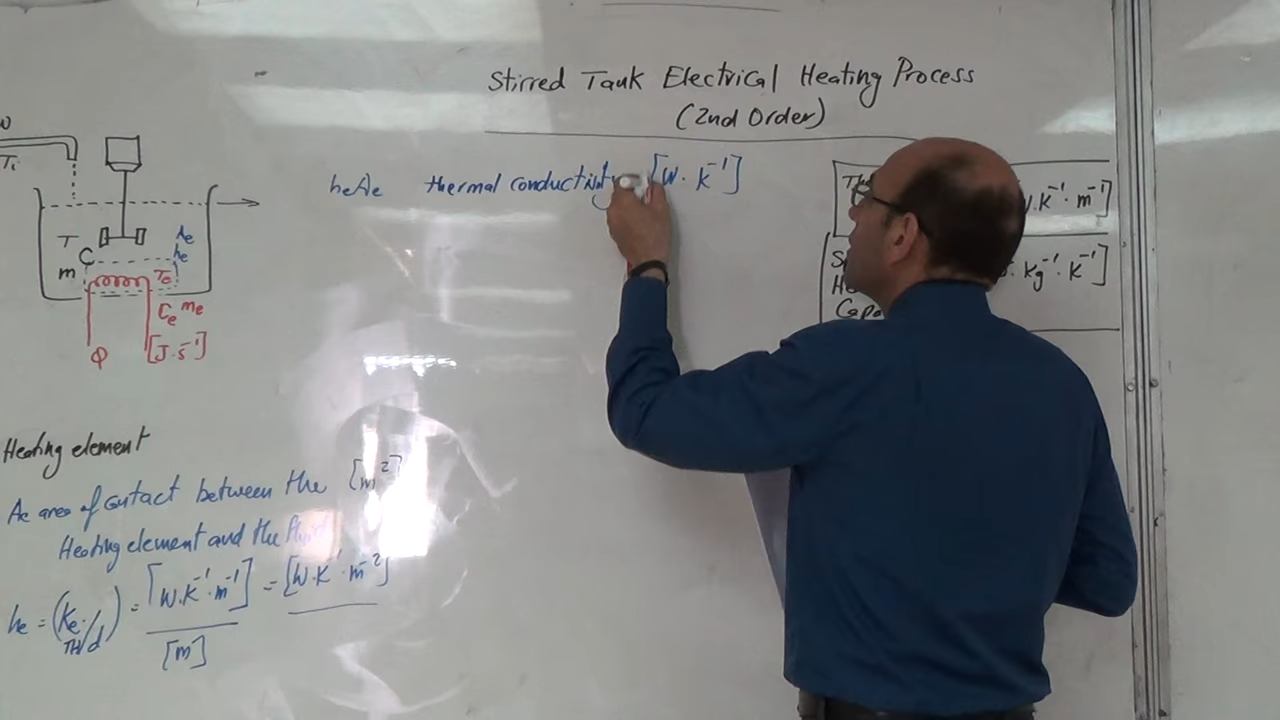 Stirred Tank Electrical Heating Process
(2nd Order)
w
Ti
T
C
m
Ae
he
Te
Ce me
Φ [J·s⁻¹]
heAe thermal conductivity [W·K⁻¹]
W·K⁻¹·m⁻¹]
kg⁻¹·K⁻¹]
Heating element
Ae area of contact between the [m²]
Heating element and the fluid
he = (Ke TH/d) = [W·K⁻¹·m⁻¹] = [W·K⁻¹·m⁻²]
[m]